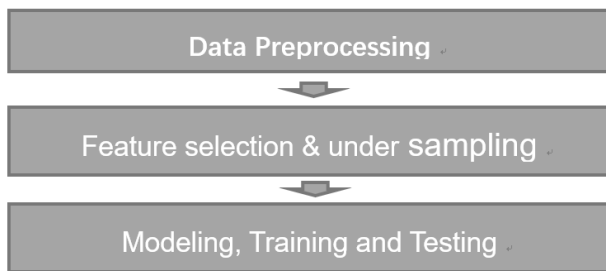 Data Preprocessing
Feature selection & under sampling
Modeling, Training and Testing